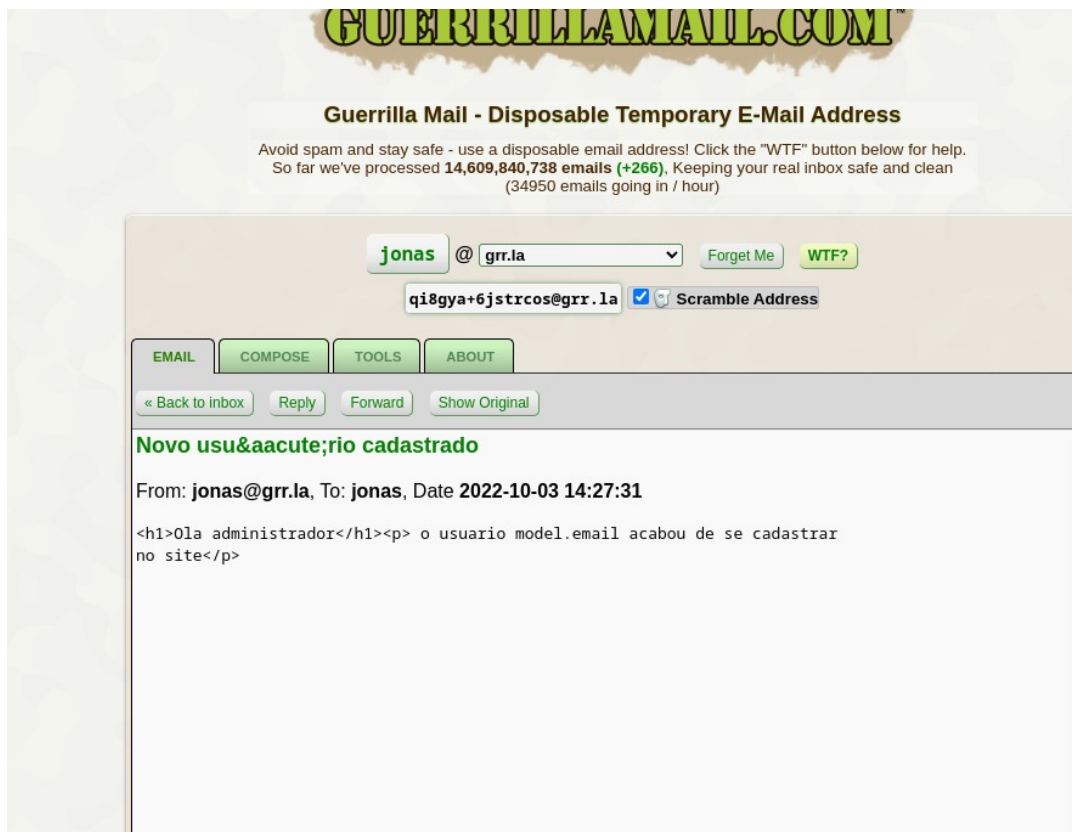 GUERRILLAMAIL.COM™
Guerrilla Mail - Disposable Temporary E-Mail Address
Avoid spam and stay safe - use a disposable email address! Click the "WTF" button below for help.
So far we've processed 14,609,840,738 emails (+266), Keeping your real inbox safe and clean
(34950 emails going in / hour)
jonas @ grr.la Forget Me WTF?
qi8gya+6jstrcos@grr.la Scramble Address
EMAIL COMPOSE TOOLS ABOUT
« Back to inbox Reply Forward Show Original
Novo usu&aacute;rio cadastrado
From: jonas@grr.la, To: jonas, Date 2022-10-03 14:27:31
<h1>Ola administrador</h1><p> o usuario model.email acabou de se cadastrar
no site</p>